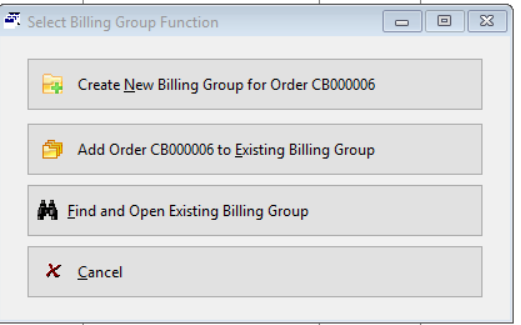 Select Billing Group Function
Create New Billing Group for Order CB000006
Add Order CB000006 to Existing Billing Group
Find and Open Existing Billing Group
Cancel